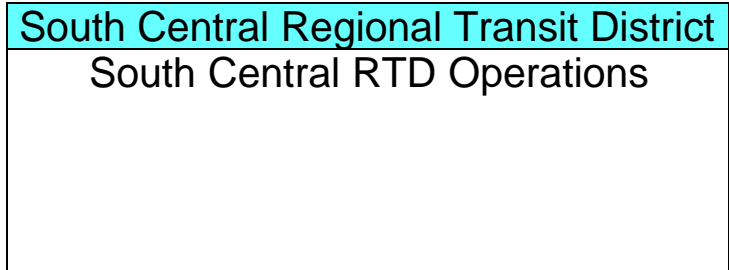 South Central Regional Transit District
South Central RTD Operations